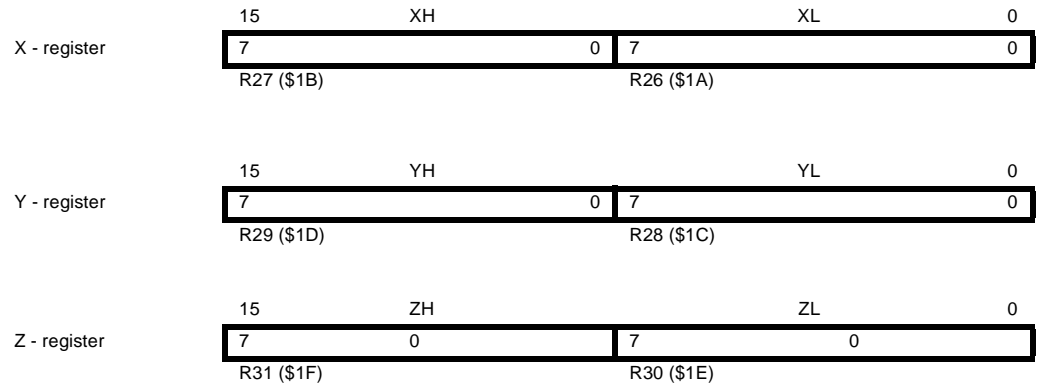 15 XH XL 0
X - register 7 0 7 0
R27 ($1B) R26 ($1A)
15 YH YL 0
Y - register 7 0 7 0
R29 ($1D) R28 ($1C)
15 ZH ZL 0
Z - register 7 0 7 0
R31 ($1F) R30 ($1E)